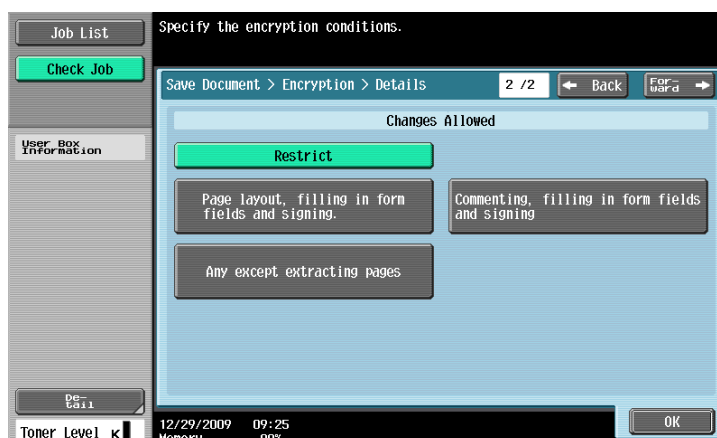 Job List
Specify the encryption conditions.
Check Job
Save Document > Encryption > Details
2 /2
← Back
For-
ward →
Changes Allowed
User Box
Information
Restrict
Page layout, filling in form
fields and signing.
Commenting, filling in form fields
and signing
Any except extracting pages
De-
tail
Toner Level K
12/29/2009 09:25
Memory
OK